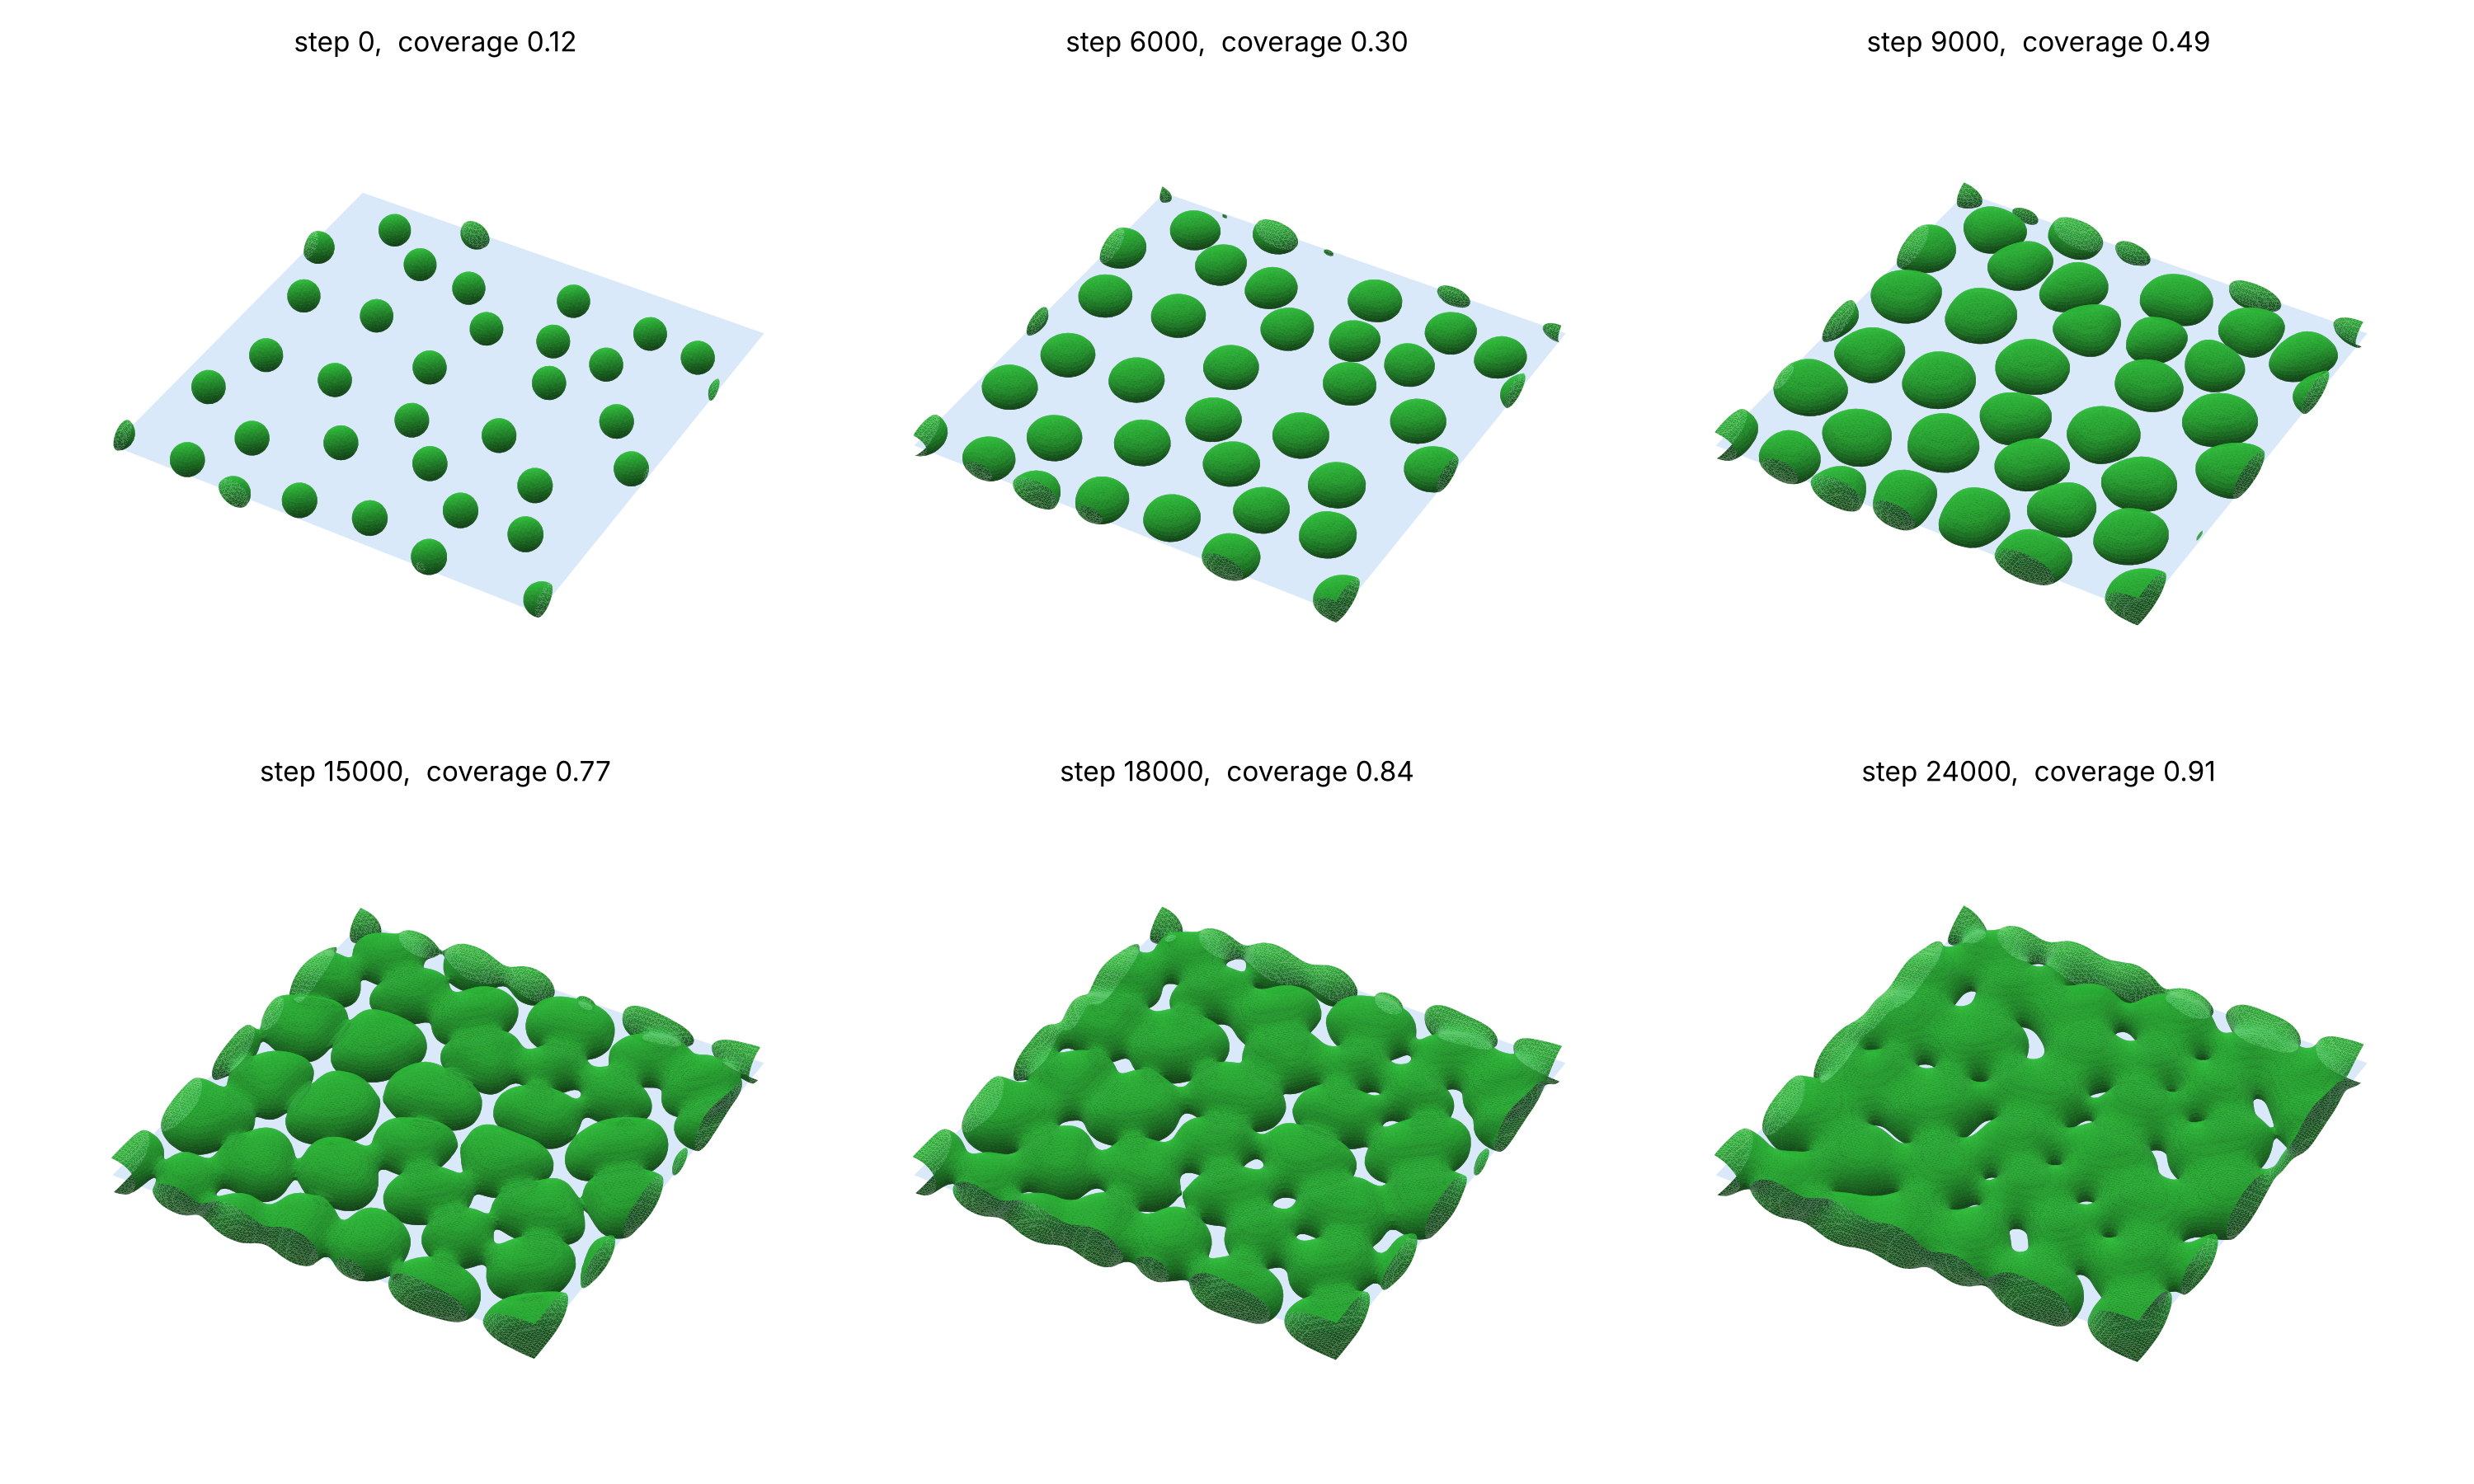 step 0,  coverage 0.12
step 6000,  coverage 0.30
step 9000,  coverage 0.49
step 15000,  coverage 0.77
step 18000,  coverage 0.84
step 24000,  coverage 0.91